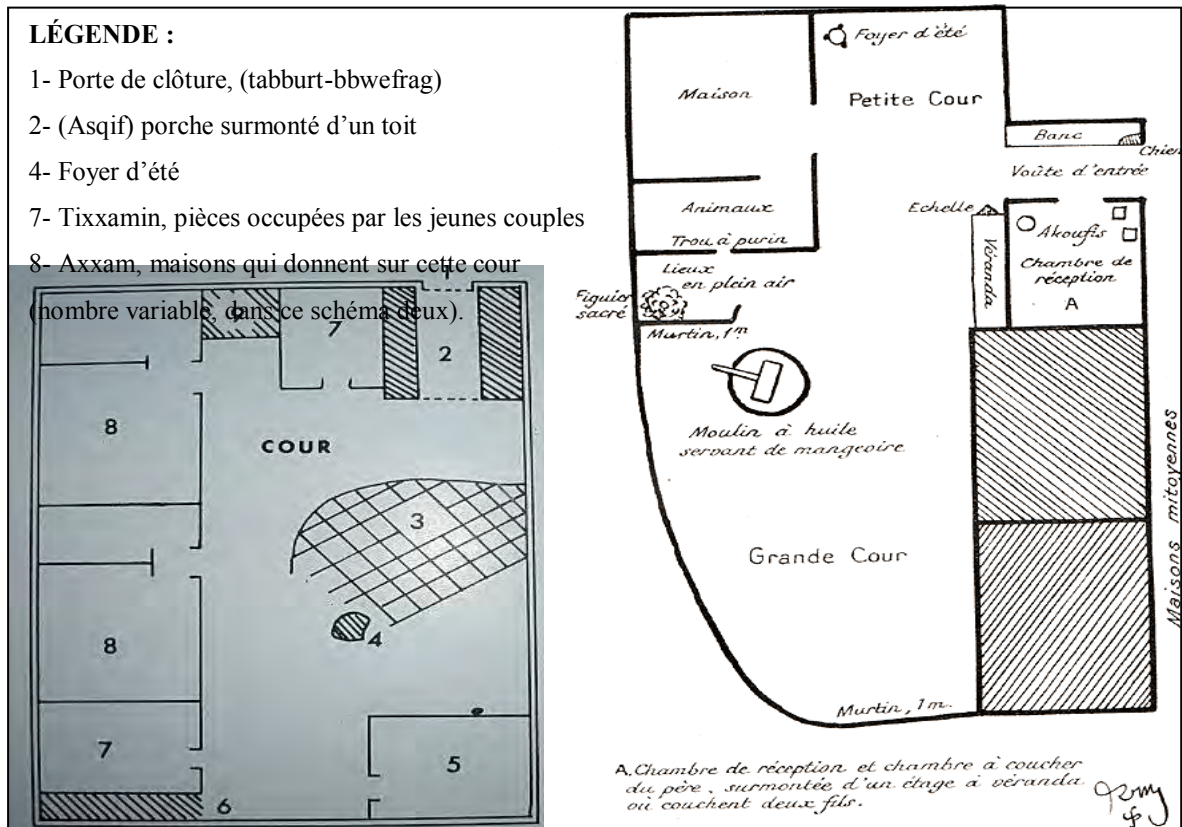 LÉGENDE :
1- Porte de clôture, (tabburt-bbwefrag)
2- (Asqif) porche surmonté d’un toit
4- Foyer d’été
7- Tixxamin, pièces occupées par les jeunes couples
8- Axxam, maisons qui donnent sur cette cour
(nombre variable, dans ce schéma deux).
7
2
8
COUR
3
4
8
7
5
6
Foyer d'été
Maison
Petite Cour
Banc
Chien
Voûte d'entrée
Animaux
Echelle
Akoufis
Trou à purin
Véranda
Chambre de
réception
A
Lieux
en plein air
Figuier
sacré
Murtin, 1 m.
Moulin à huile
servant de mangeoire
Maisons mitoyennes
Grande Cour
Murtin, 1 m.
A. Chambre de réception et chambre à coucher
du père, surmontée d'un étage à véranda
où couchent deux fils.